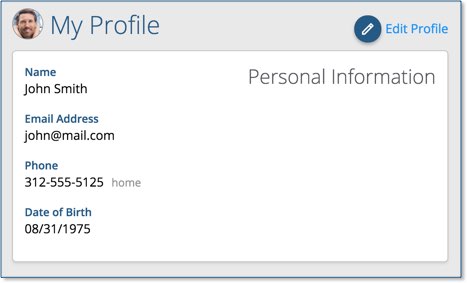 My Profile
Edit Profile
Personal Information
Name
John Smith
Email Address
john@mail.com
Phone
312-555-5125 home
Date of Birth
08/31/1975